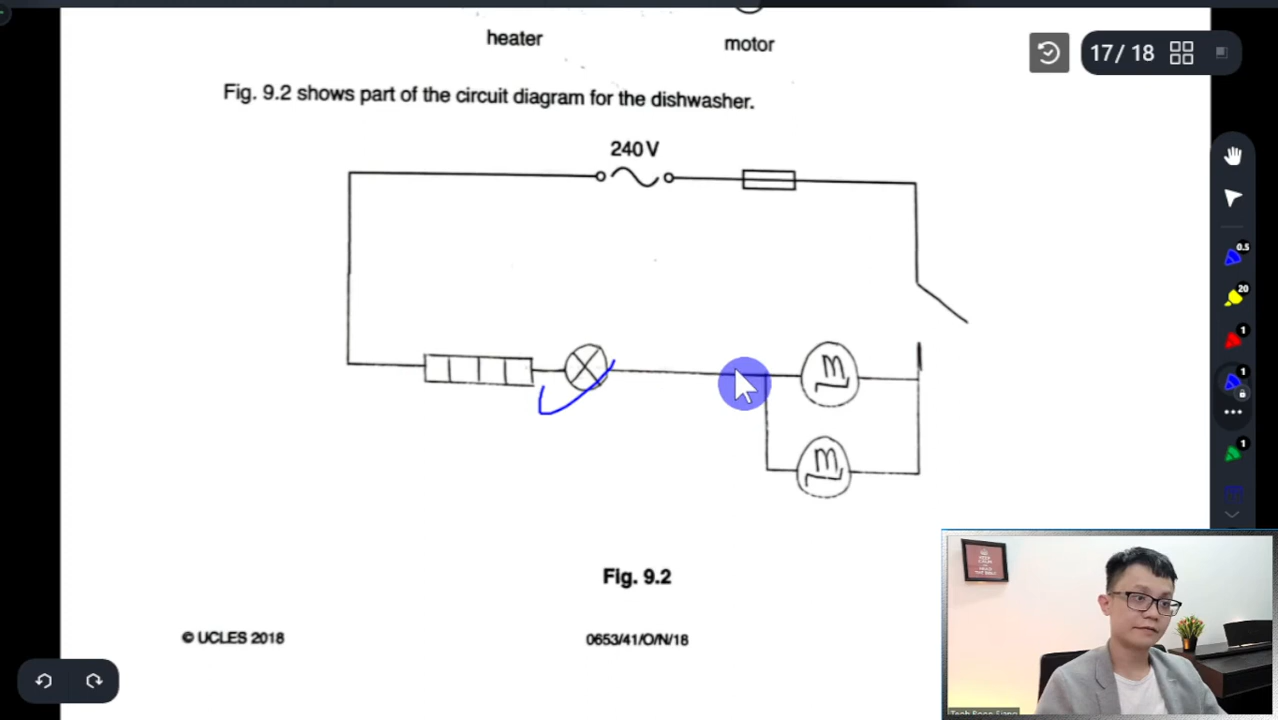 heater
motor
17/ 18
Fig. 9.2 shows part of the circuit diagram for the dishwasher.
240 V
0.5
20
1
m
1
1
m
Fig. 9.2
© UCLES 2018
0653/41/O/N/18